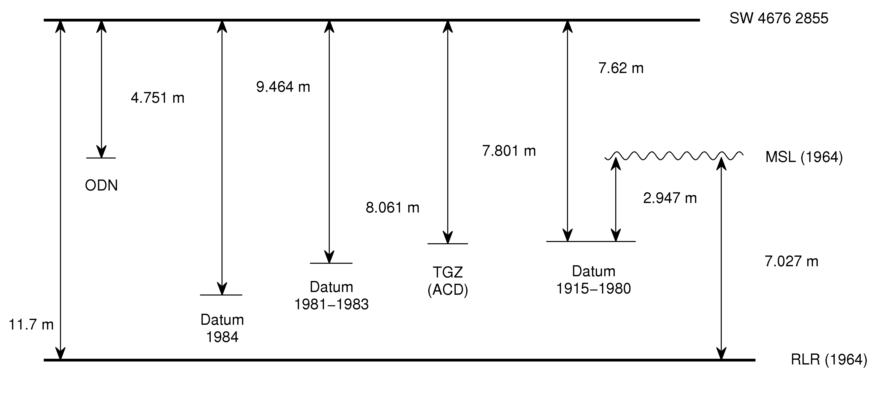 SW 4676 2855
7.62 m
9.464 m
4.751 m
7.801 m
MSL (1964)
ODN
2.947 m
8.061 m
7.027 m
TGZ
(ACD)
Datum
1915−1980
Datum
1981−1983
Datum
1984
11.7 m
RLR (1964)